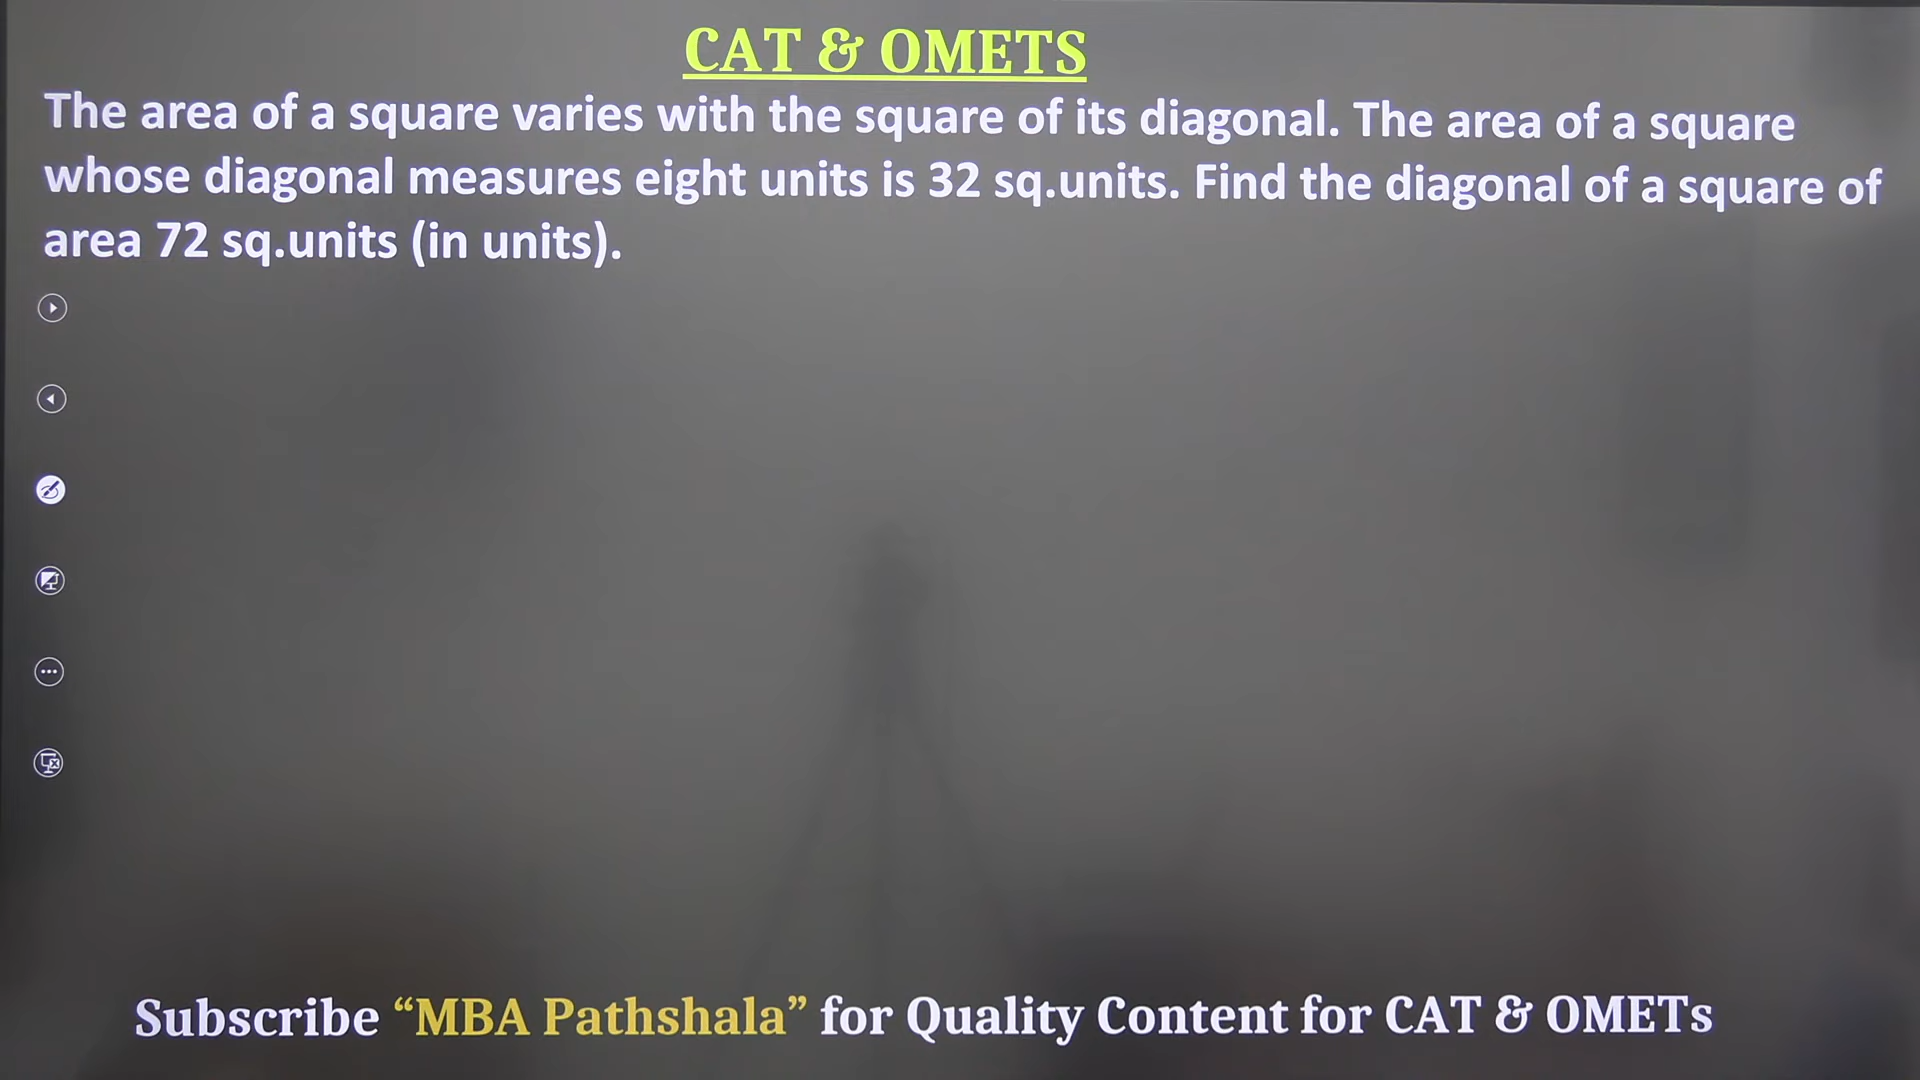 CAT & OMETS
The area of a square varies with the square of its diagonal. The area of a square
whose diagonal measures eight units is 32 sq.units. Find the diagonal of a square of
area 72 sq.units (in units).
Subscribe “MBA Pathshala” for Quality Content for CAT & OMETs